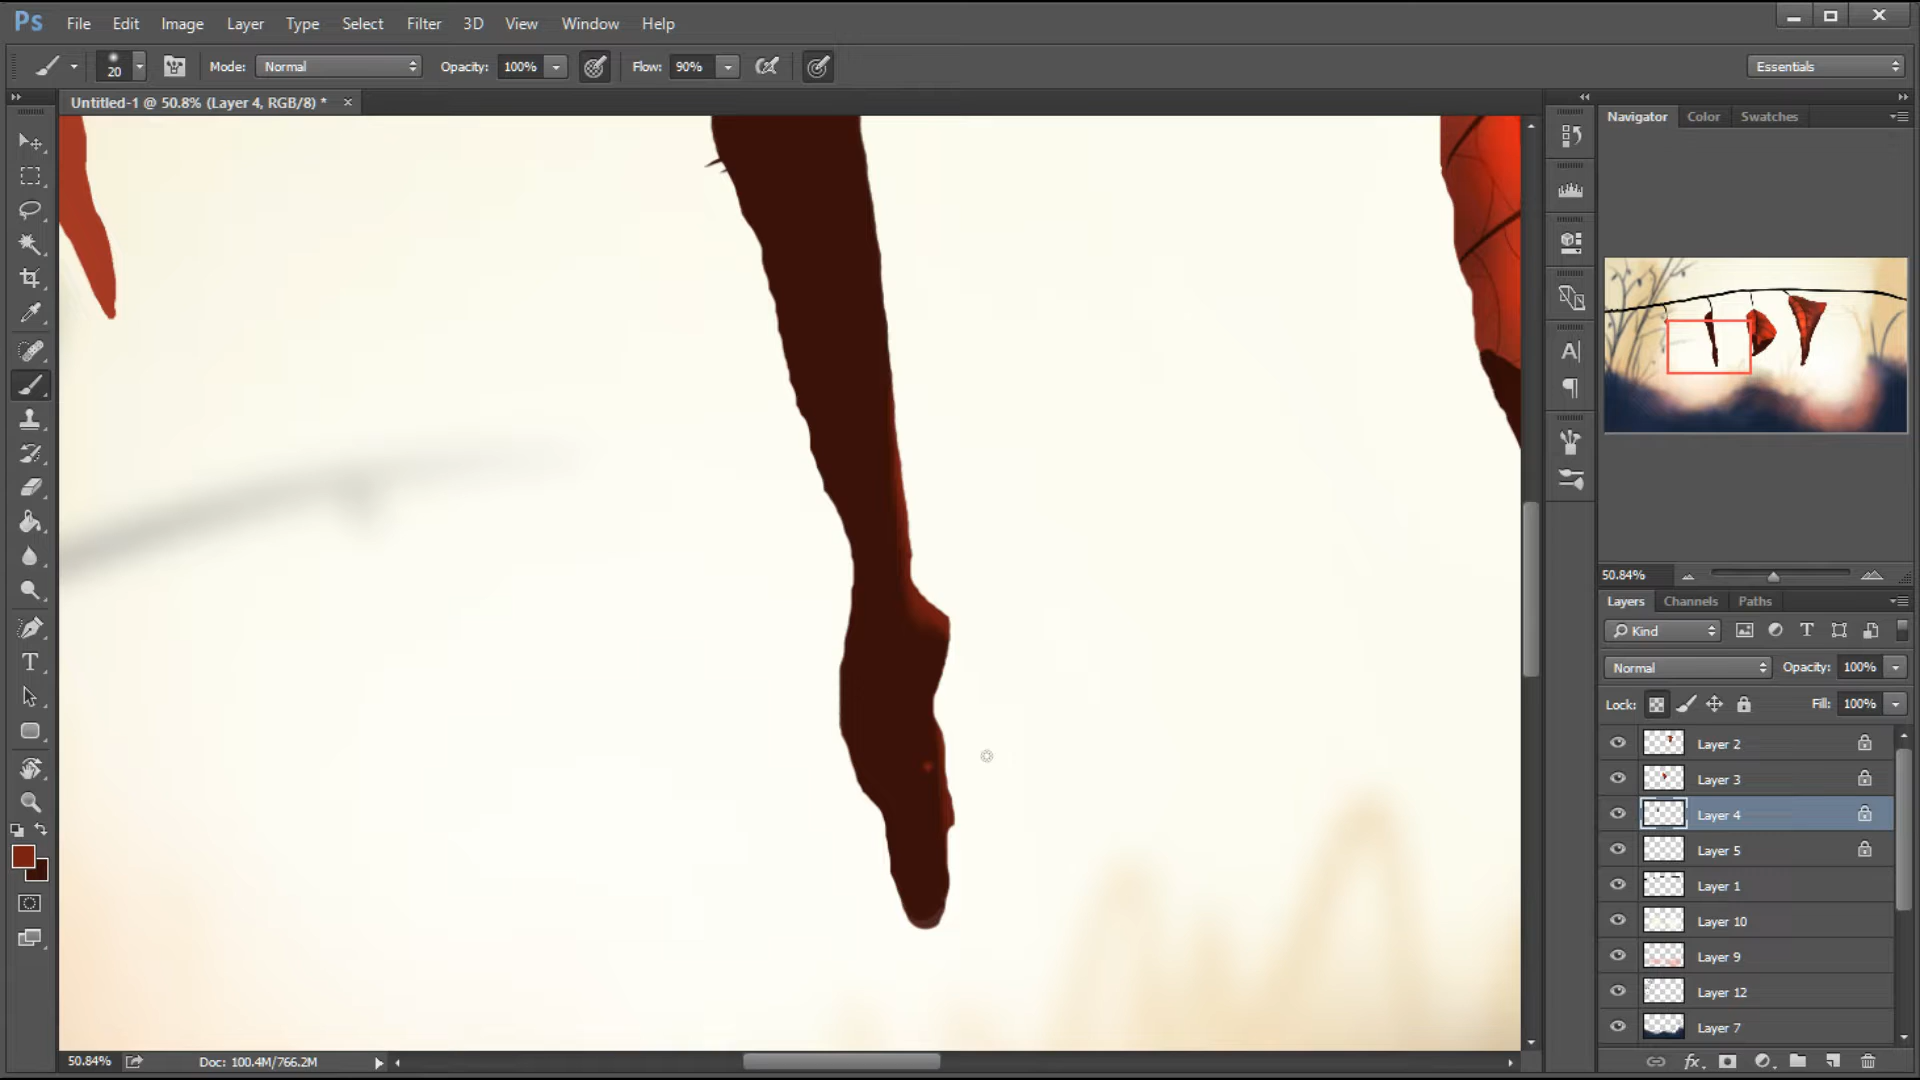 Ps File Edit Image Layer Type Select Filter 3D View Window Help
20 Mode: Normal Opacity: 100% Flow: 90% Essentials
Untitled-1 @ 50.8% (Layer 4, RGB/8) * ×
Navigator Color Swatches
50.84%
Layers Channels Paths
Kind
Normal Opacity: 100%
Lock: Fill: 100%
Layer 2
Layer 3
Layer 4
Layer 5
Layer 1
Layer 10
Layer 9
Layer 12
Layer 7
50.84% Doc: 100.4M/766.2M